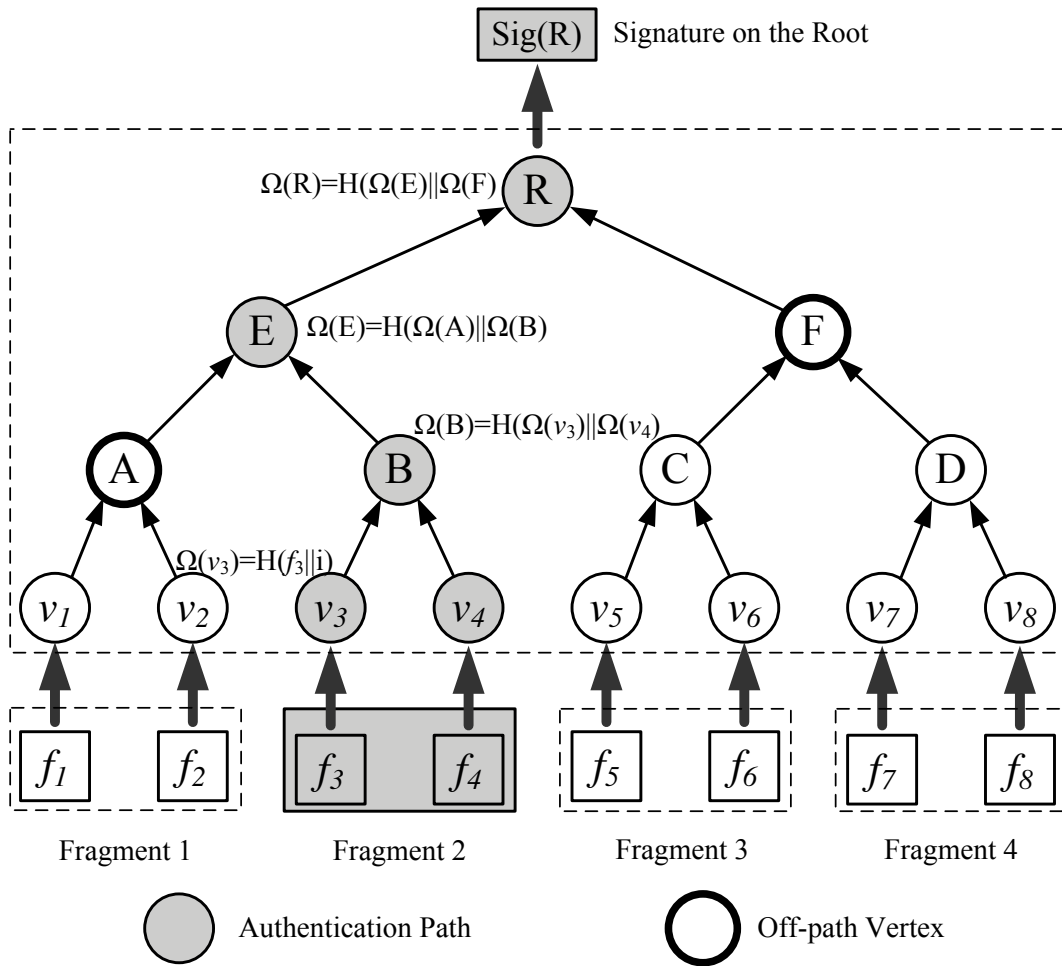 Sig(R) Signature on the Root
Ω(R)=H(Ω(E)||Ω(F) R
E Ω(E)=H(Ω(A)||Ω(B) F
Ω(B)=H(Ω(v3)||Ω(v4)
A B C D
Ω(v3)=H(f3||i)
v1 v2 v3 v4 v5 v6 v7 v8
f1 f2 f3 f4 f5 f6 f7 f8
Fragment 1 Fragment 2 Fragment 3 Fragment 4
Authentication Path Off-path Vertex